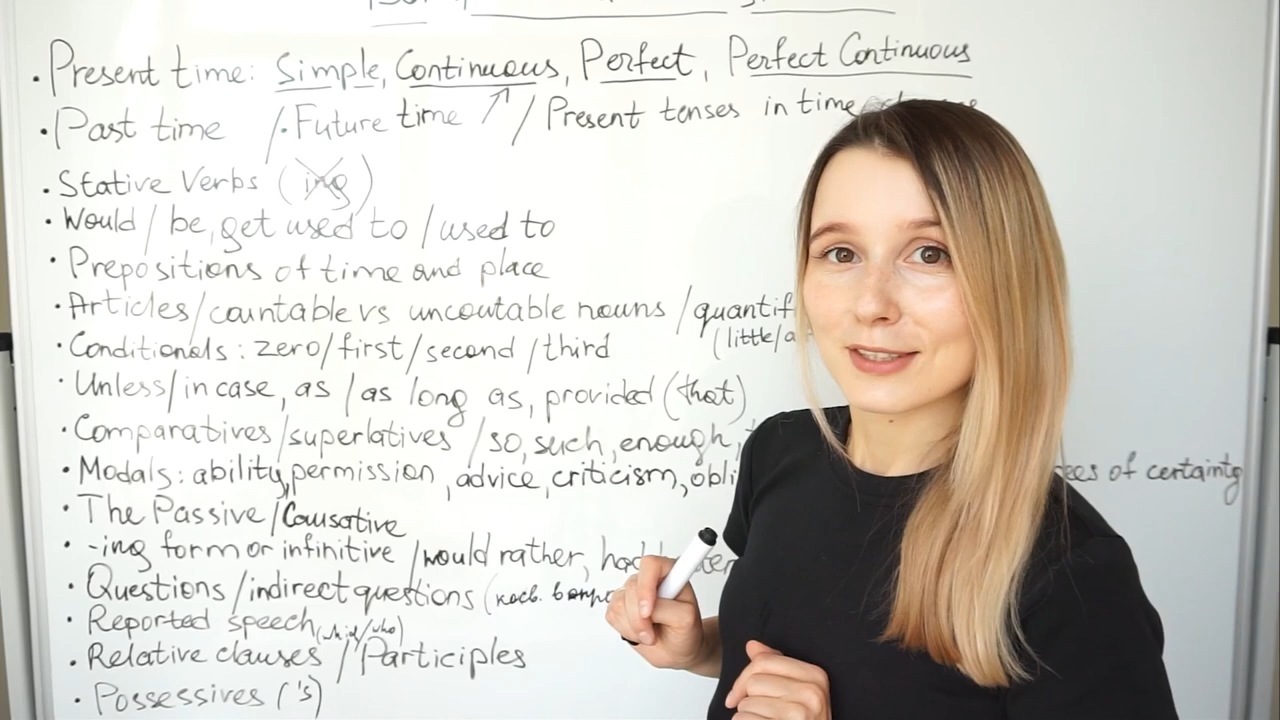 • Present time: Simple, Continuous, Perfect, Perfect Continuous
• Past time / • Future time ↗ / Present tenses in time
• Stative Verbs (ing)
• Would / be, get used to / used to
• Prepositions of time and place
• Articles / countable vs uncoutable nouns / quantif
(little/a
• Conditionals: zero/first/second/third
• Unless/in case, as / as long as, provided (that)
• Comparatives/superlatives / so, such, enough,
• Modals: ability, permission, advice, criticism, obli ees of certainty
• The Passive / Causative
• -ing form or infinitive / would rather, had
• Questions / indirect questions (косв.
• Reported speech
• Relative clauses / Participles
• Possessives ('s)